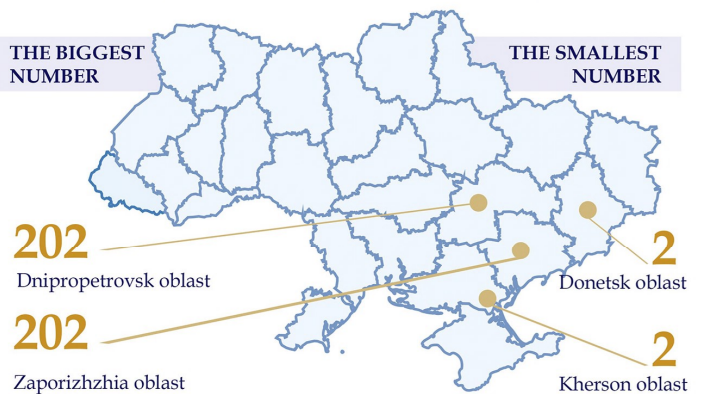 THE BIGGEST
NUMBER
THE SMALLEST
NUMBER
202
Dnipropetrovsk oblast
2
Donetsk oblast
202
Zaporizhzhia oblast
2
Kherson oblast